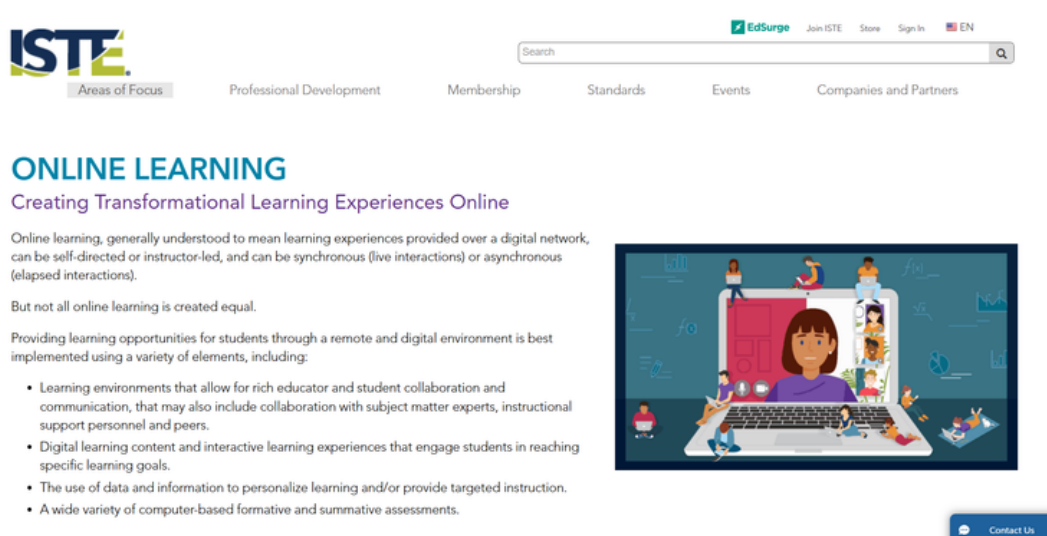 EdSurge Join ISTE Store Sign In EN
ISTE
Search
Areas of Focus Professional Development Membership Standards Events Companies and Partners
ONLINE LEARNING
Creating Transformational Learning Experiences Online
Online learning, generally understood to mean learning experiences provided over a digital network,
can be self-directed or instructor-led, and can be synchronous (live interactions) or asynchronous
(elapsed interactions).
But not all online learning is created equal.
Providing learning opportunities for students through a remote and digital environment is best
implemented using a variety of elements, including:
• Learning environments that allow for rich educator and student collaboration and
communication, that may also include collaboration with subject matter experts, instructional
support personnel and peers.
• Digital learning content and interactive learning experiences that engage students in reaching
specific learning goals.
• The use of data and information to personalize learning and/or provide targeted instruction.
• A wide variety of computer-based formative and summative assessments.
Contact Us